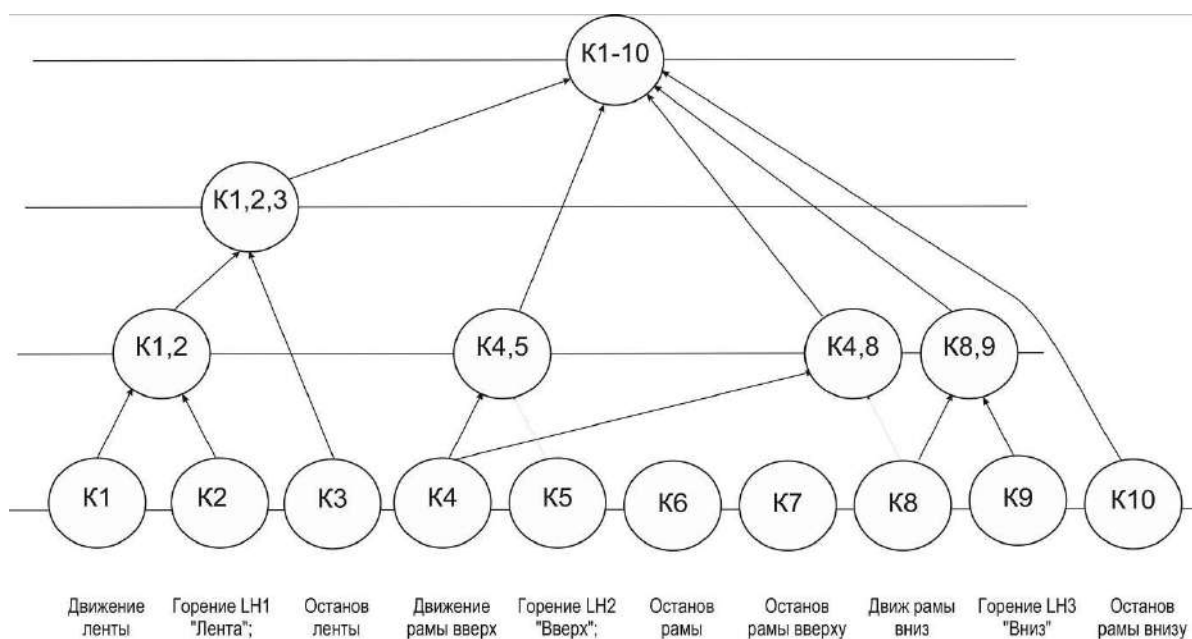 К1-10
К1,2,3
К1,2 К4,5 К4,8 К8,9
К1 К2 К3 К4 К5 К6 К7 К8 К9 К10
Движение Горение LH1 Останов Движение Горение LH2 Останов Останов Движ рамы Горение LH3 Останов
ленты "Лента"; ленты рамы вверх "Вверх"; рамы рамы вверху вниз "Вниз" рамы внизу